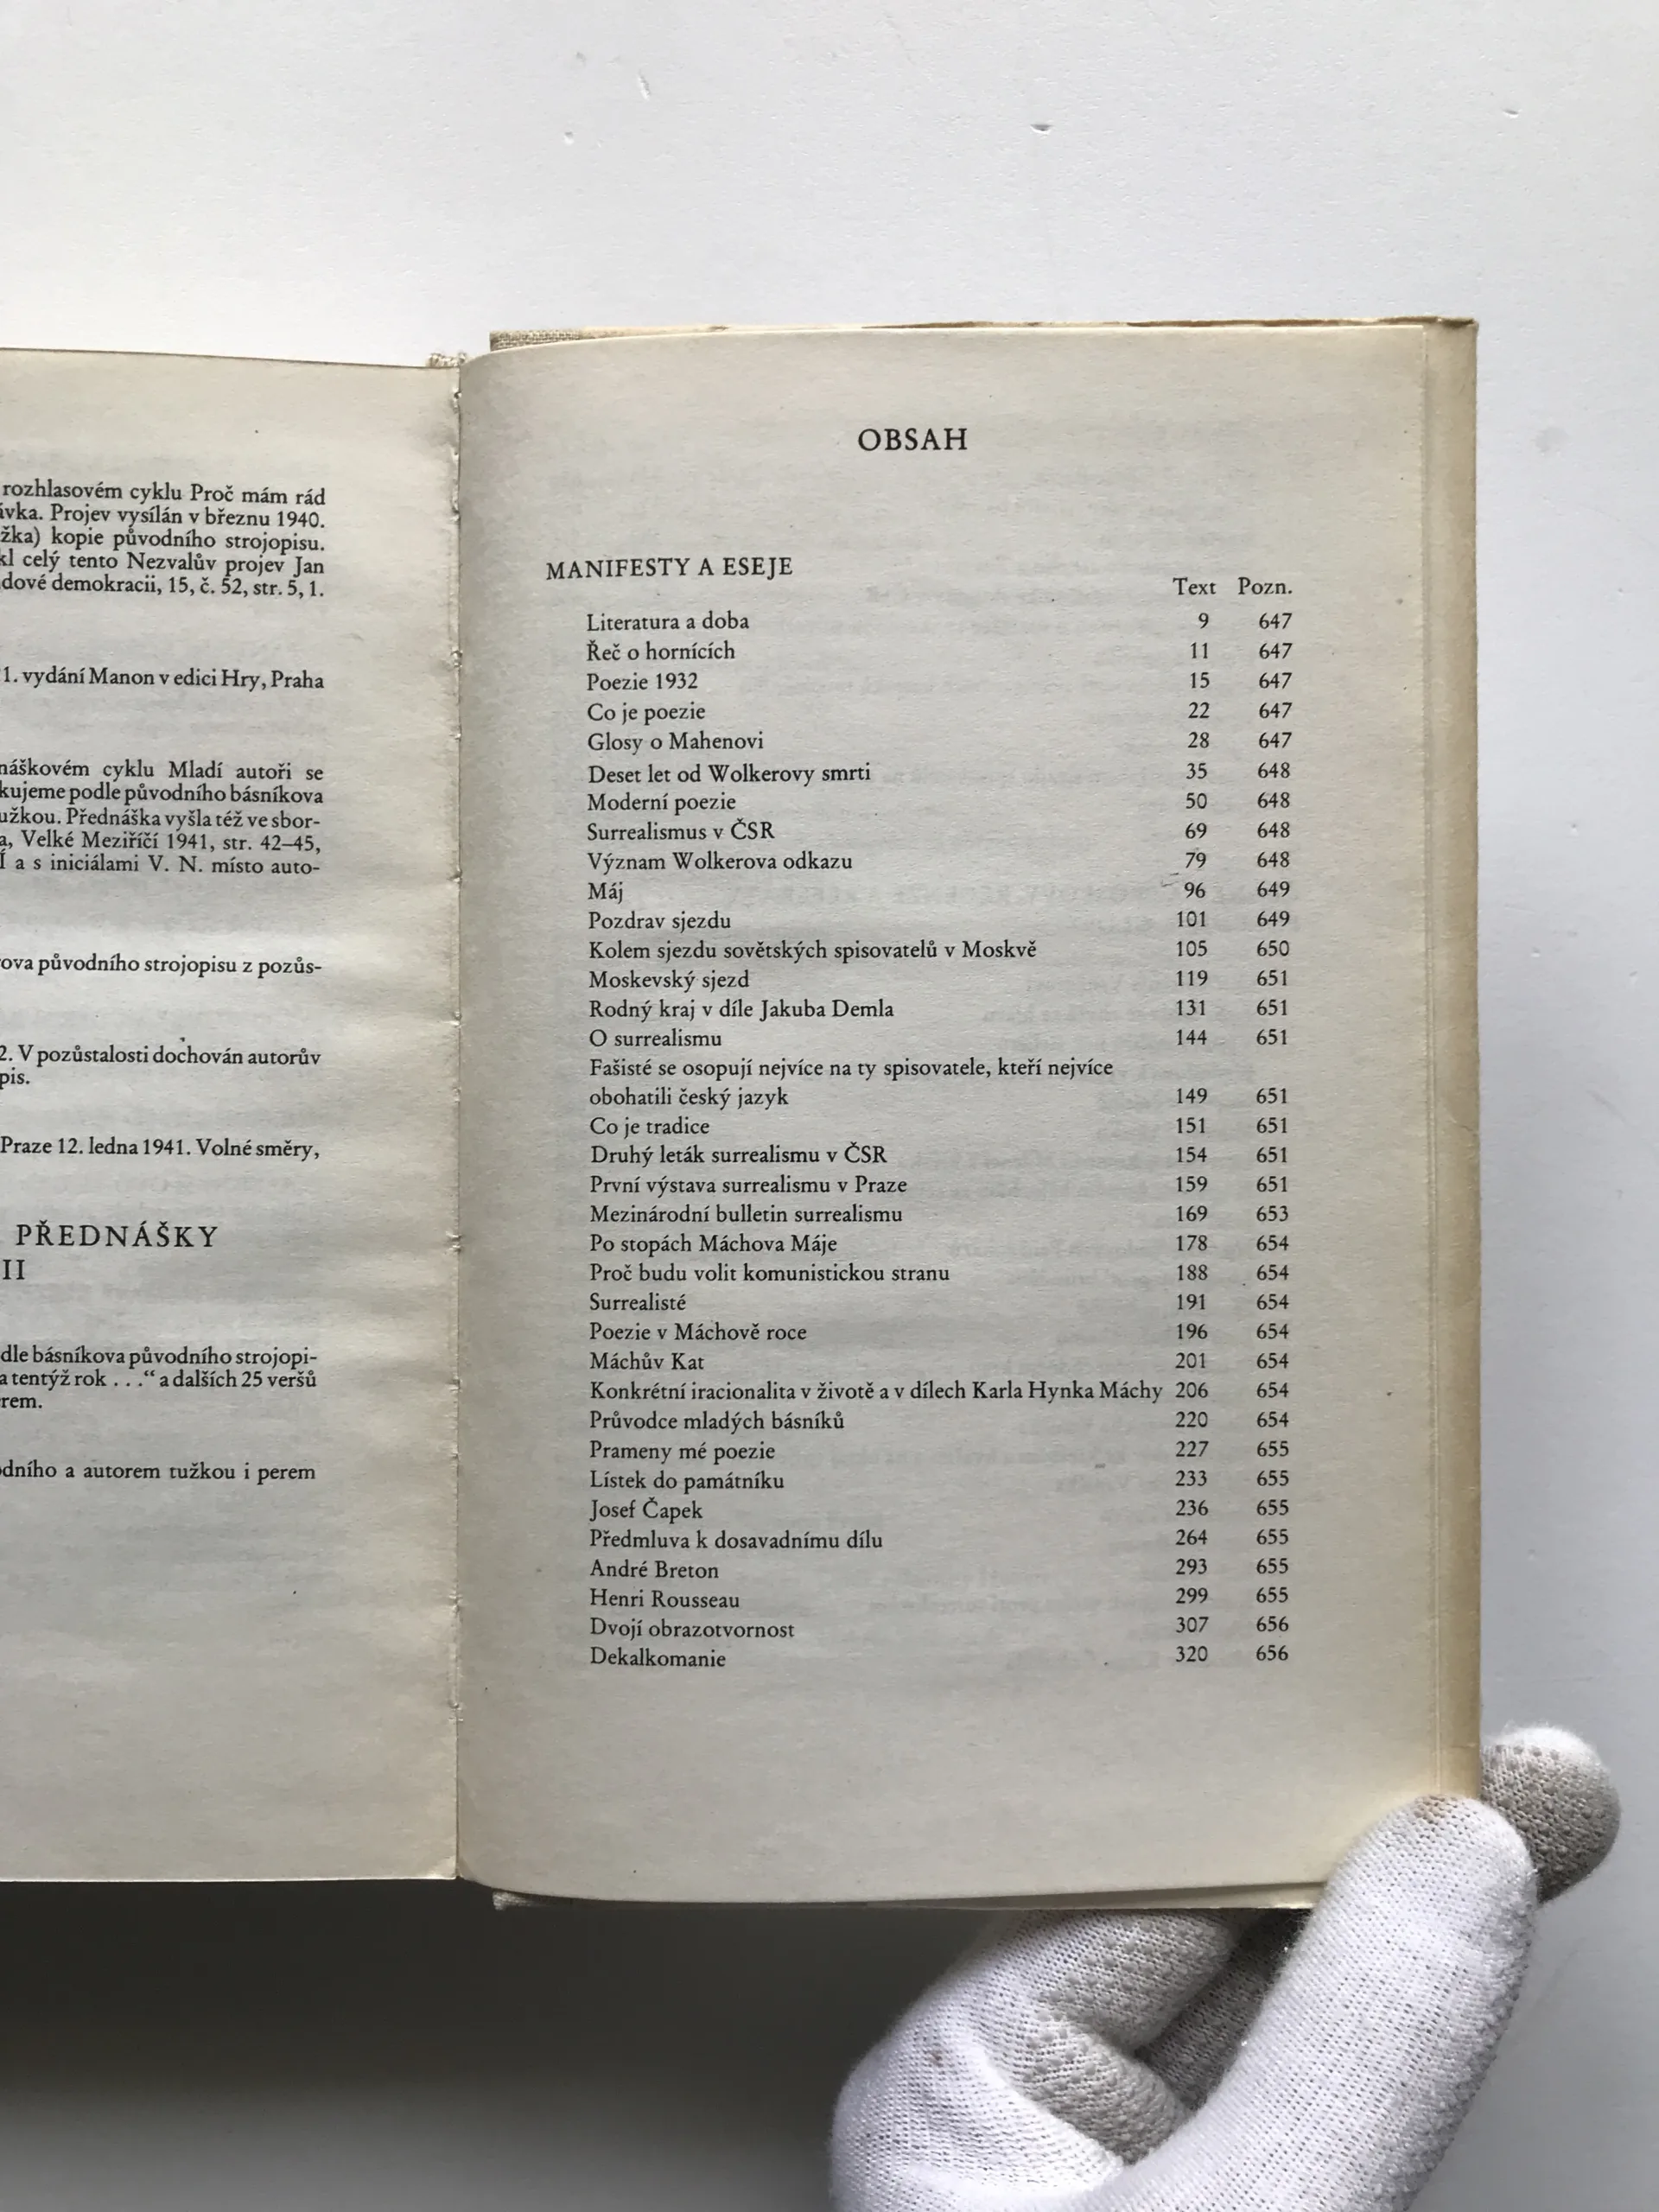 rozhlasovém cyklu Proč mám rád
Projev vysílán v březnu 1940.
kopie původního strojopisu.
celý tento Nezvalův projev Jan
demokracii, 15, č. 52, str. 5, 1.
1. vydání Manon v edici Hry, Praha
cyklu Mladí autoři se
podle původního básníkova
Přednáška vyšla též ve sbor-
Velké Meziříčí 1941, str. 42–45,
a s iniciálami V. N. místo auto-
původního strojopisu z pozůs-
2. V pozůstalosti dochován autorův
Praze 12. ledna 1941. Volné směry,
PŘEDNÁŠKY
II
básníkova původního strojopi-
a tentýž rok . . .“ a dalších 25 veršů
a autorem tužkou i perem
OBSAH
MANIFESTY A ESEJE
Text Pozn.
Literatura a doba 9 647
Řeč o hornících 11 647
Poezie 1932 15 647
Co je poezie 22 647
Glosy o Mahenovi 28 647
Deset let od Wolkerovy smrti 35 648
Moderní poezie 50 648
Surrealismus v ČSR 69 648
Význam Wolkerova odkazu 79 648
Máj 96 649
Pozdrav sjezdu 101 649
Kolem sjezdu sovětských spisovatelů v Moskvě 105 650
Moskevský sjezd 119 651
Rodný kraj v díle Jakuba Demla 131 651
O surrealismu 144 651
Fašisté se osopují nejvíce na ty spisovatele, kteří nejvíce
obohatili český jazyk 149 651
Co je tradice 151 651
Druhý leták surrealismu v ČSR 154 651
První výstava surrealismu v Praze 159 651
Mezinárodní bulletin surrealismu 169 653
Po stopách Máchova Máje 178 654
Proč budu volit komunistickou stranu 188 654
Surrealisté 191 654
Poezie v Máchově roce 196 654
Máchův Kat 201 654
Konkrétní iracionalita v životě a v dílech Karla Hynka Máchy 206 654
Průvodce mladých básníků 220 654
Prameny mé poezie 227 655
Lístek do památníku 233 655
Josef Čapek 236 655
Předmluva k dosavadnímu dílu 264 655
André Breton 293 655
Henri Rousseau 299 655
Dvojí obrazotvornost 307 656
Dekalkomanie 320 656